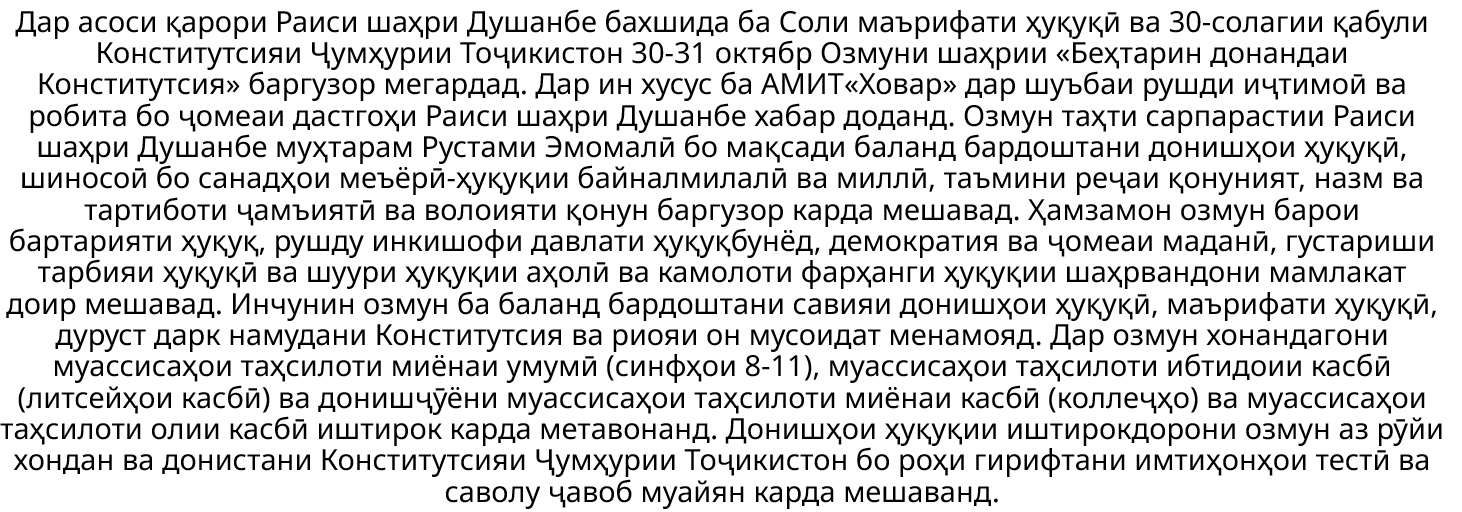 Дар асоси қарори Раиси шаҳри Душанбе бахшида ба Соли маърифати ҳуқуқӣ ва 30-солагии қабули
Конститутсияи Ҷумҳурии Тоҷикистон 30-31 октябр Озмуни шаҳрии «Беҳтарин донандаи
Конститутсия» баргузор мегардад. Дар ин хусус ба АМИТ«Ховар» дар шуъбаи рушди иҷтимоӣ ва
робита бо ҷомеаи дастгоҳи Раиси шаҳри Душанбе хабар доданд. Озмун таҳти сарпарастии Раиси
шаҳри Душанбе муҳтарам Рустами Эмомалӣ бо мақсади баланд бардоштани донишҳои ҳуқуқӣ,
шиносоӣ бо санадҳои меъёрӣ-ҳуқуқии байналмилалӣ ва миллӣ, таъмини реҷаи қонуният, назм ва
тартиботи ҷамъиятӣ ва волоияти қонун баргузор карда мешавад. Ҳамзамон озмун барои
бартарияти ҳуқуқ, рушду инкишофи давлати ҳуқуқбунёд, демократия ва ҷомеаи маданӣ, густариши
тарбияи ҳуқуқӣ ва шуури ҳуқуқии аҳолӣ ва камолоти фарҳанги ҳуқуқии шаҳрвандони мамлакат
доир мешавад. Инчунин озмун ба баланд бардоштани савияи донишҳои ҳуқуқӣ, маърифати ҳуқуқӣ,
дуруст дарк намудани Конститутсия ва риояи он мусоидат менамояд. Дар озмун хонандагони
муассисаҳои таҳсилоти миёнаи умумӣ (синфҳои 8-11), муассисаҳои таҳсилоти ибтидоии касбӣ
(литсейҳои касбӣ) ва донишҷӯёни муассисаҳои таҳсилоти миёнаи касбӣ (коллеҷҳо) ва муассисаҳои
таҳсилоти олии касбӣ иштирок карда метавонанд. Донишҳои ҳуқуқии иштирокдорони озмун аз рӯйи
хондан ва донистани Конститутсияи Ҷумҳурии Тоҷикистон бо роҳи гирифтани имтиҳонҳои тестӣ ва
саволу ҷавоб муайян карда мешаванд.